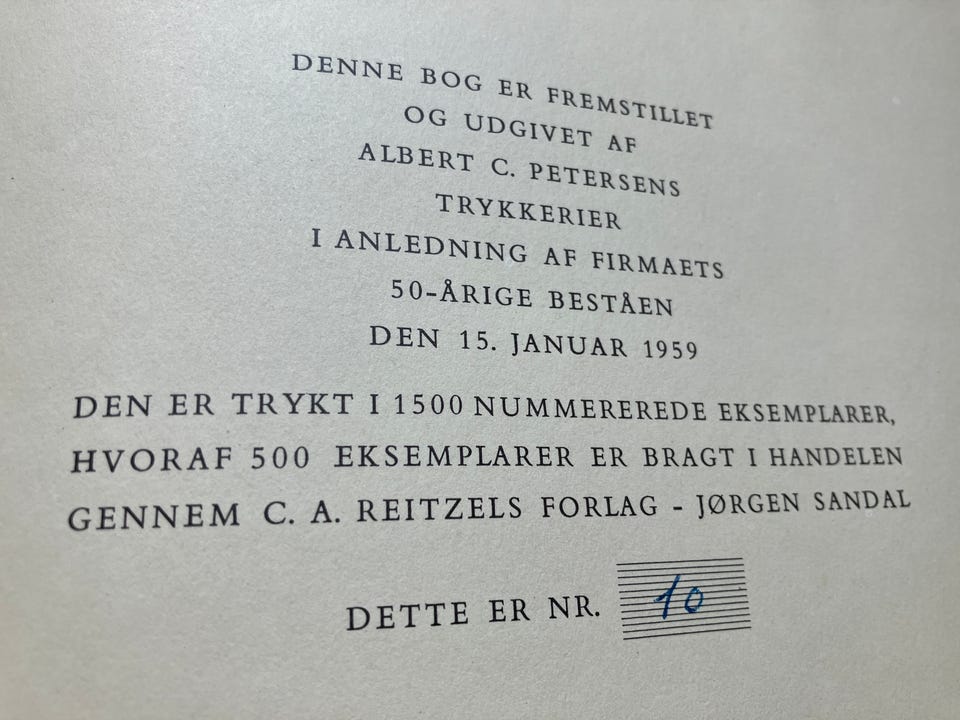 DENNE BOG ER FREMSTILLET
OG UDGIVET AF
ALBERT C. PETERSENS
TRYKKERIER
I ANLEDNING AF FIRMAETS
50-ÅRIGE BESTÅEN
DEN 15. JANUAR 1959
DEN ER TRYKT I 1500 NUMMEREREDE EKSEMPLARER,
HVORAF 500 EKSEMPLARER ER BRAGT I HANDELEN
GENNEM C. A. REITZELS FORLAG - JØRGEN SANDAL
DETTE ER NR. 10